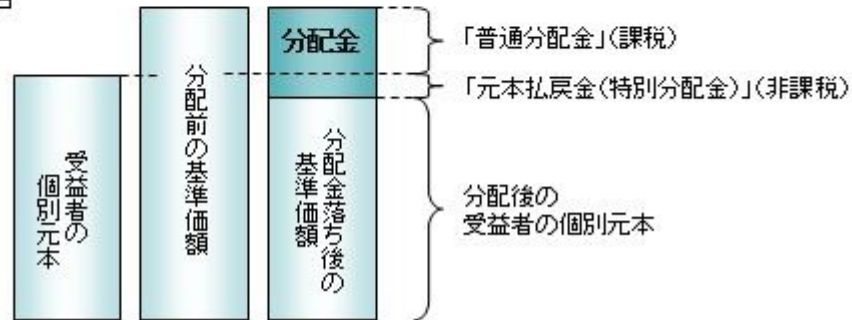 分配金
「普通分配金」(課税)
「元本払戻金(特別分配金)」(非課税)
受益者の
個別元本
分配前の基準価額
分配金落ち後の
基準価額
分配後の
受益者の個別元本